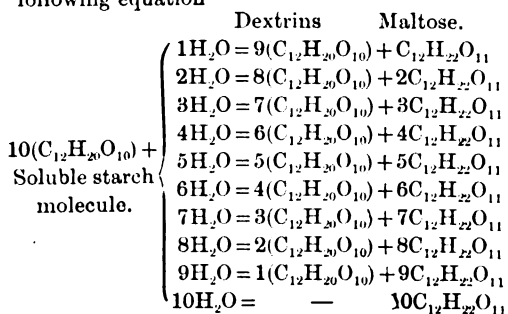 following equation
Dextrins Maltose.
1H₂O = 9(C₁₂H₂₀O₁₀) + C₁₂H₂₂O₁₁
2H₂O = 8(C₁₂H₂₀O₁₀) + 2C₁₂H₂₂O₁₁
3H₂O = 7(C₁₂H₂₀O₁₀) + 3C₁₂H₂₂O₁₁
4H₂O = 6(C₁₂H₂₀O₁₀) + 4C₁₂H₂₂O₁₁
10(C₁₂H₂₀O₁₀) +
5H₂O = 5(C₁₂H₂₀O₁₀) + 5C₁₂H₂₂O₁₁
Soluble starch
6H₂O = 4(C₁₂H₂₀O₁₀) + 6C₁₂H₂₂O₁₁
molecule.
7H₂O = 3(C₁₂H₂₀O₁₀) + 7C₁₂H₂₂O₁₁
8H₂O = 2(C₁₂H₂₀O₁₀) + 8C₁₂H₂₂O₁₁
9H₂O = 1(C₁₂H₂₀O₁₀) + 9C₁₂H₂₂O₁₁
10H₂O = — 10C₁₂H₂₂O₁₁